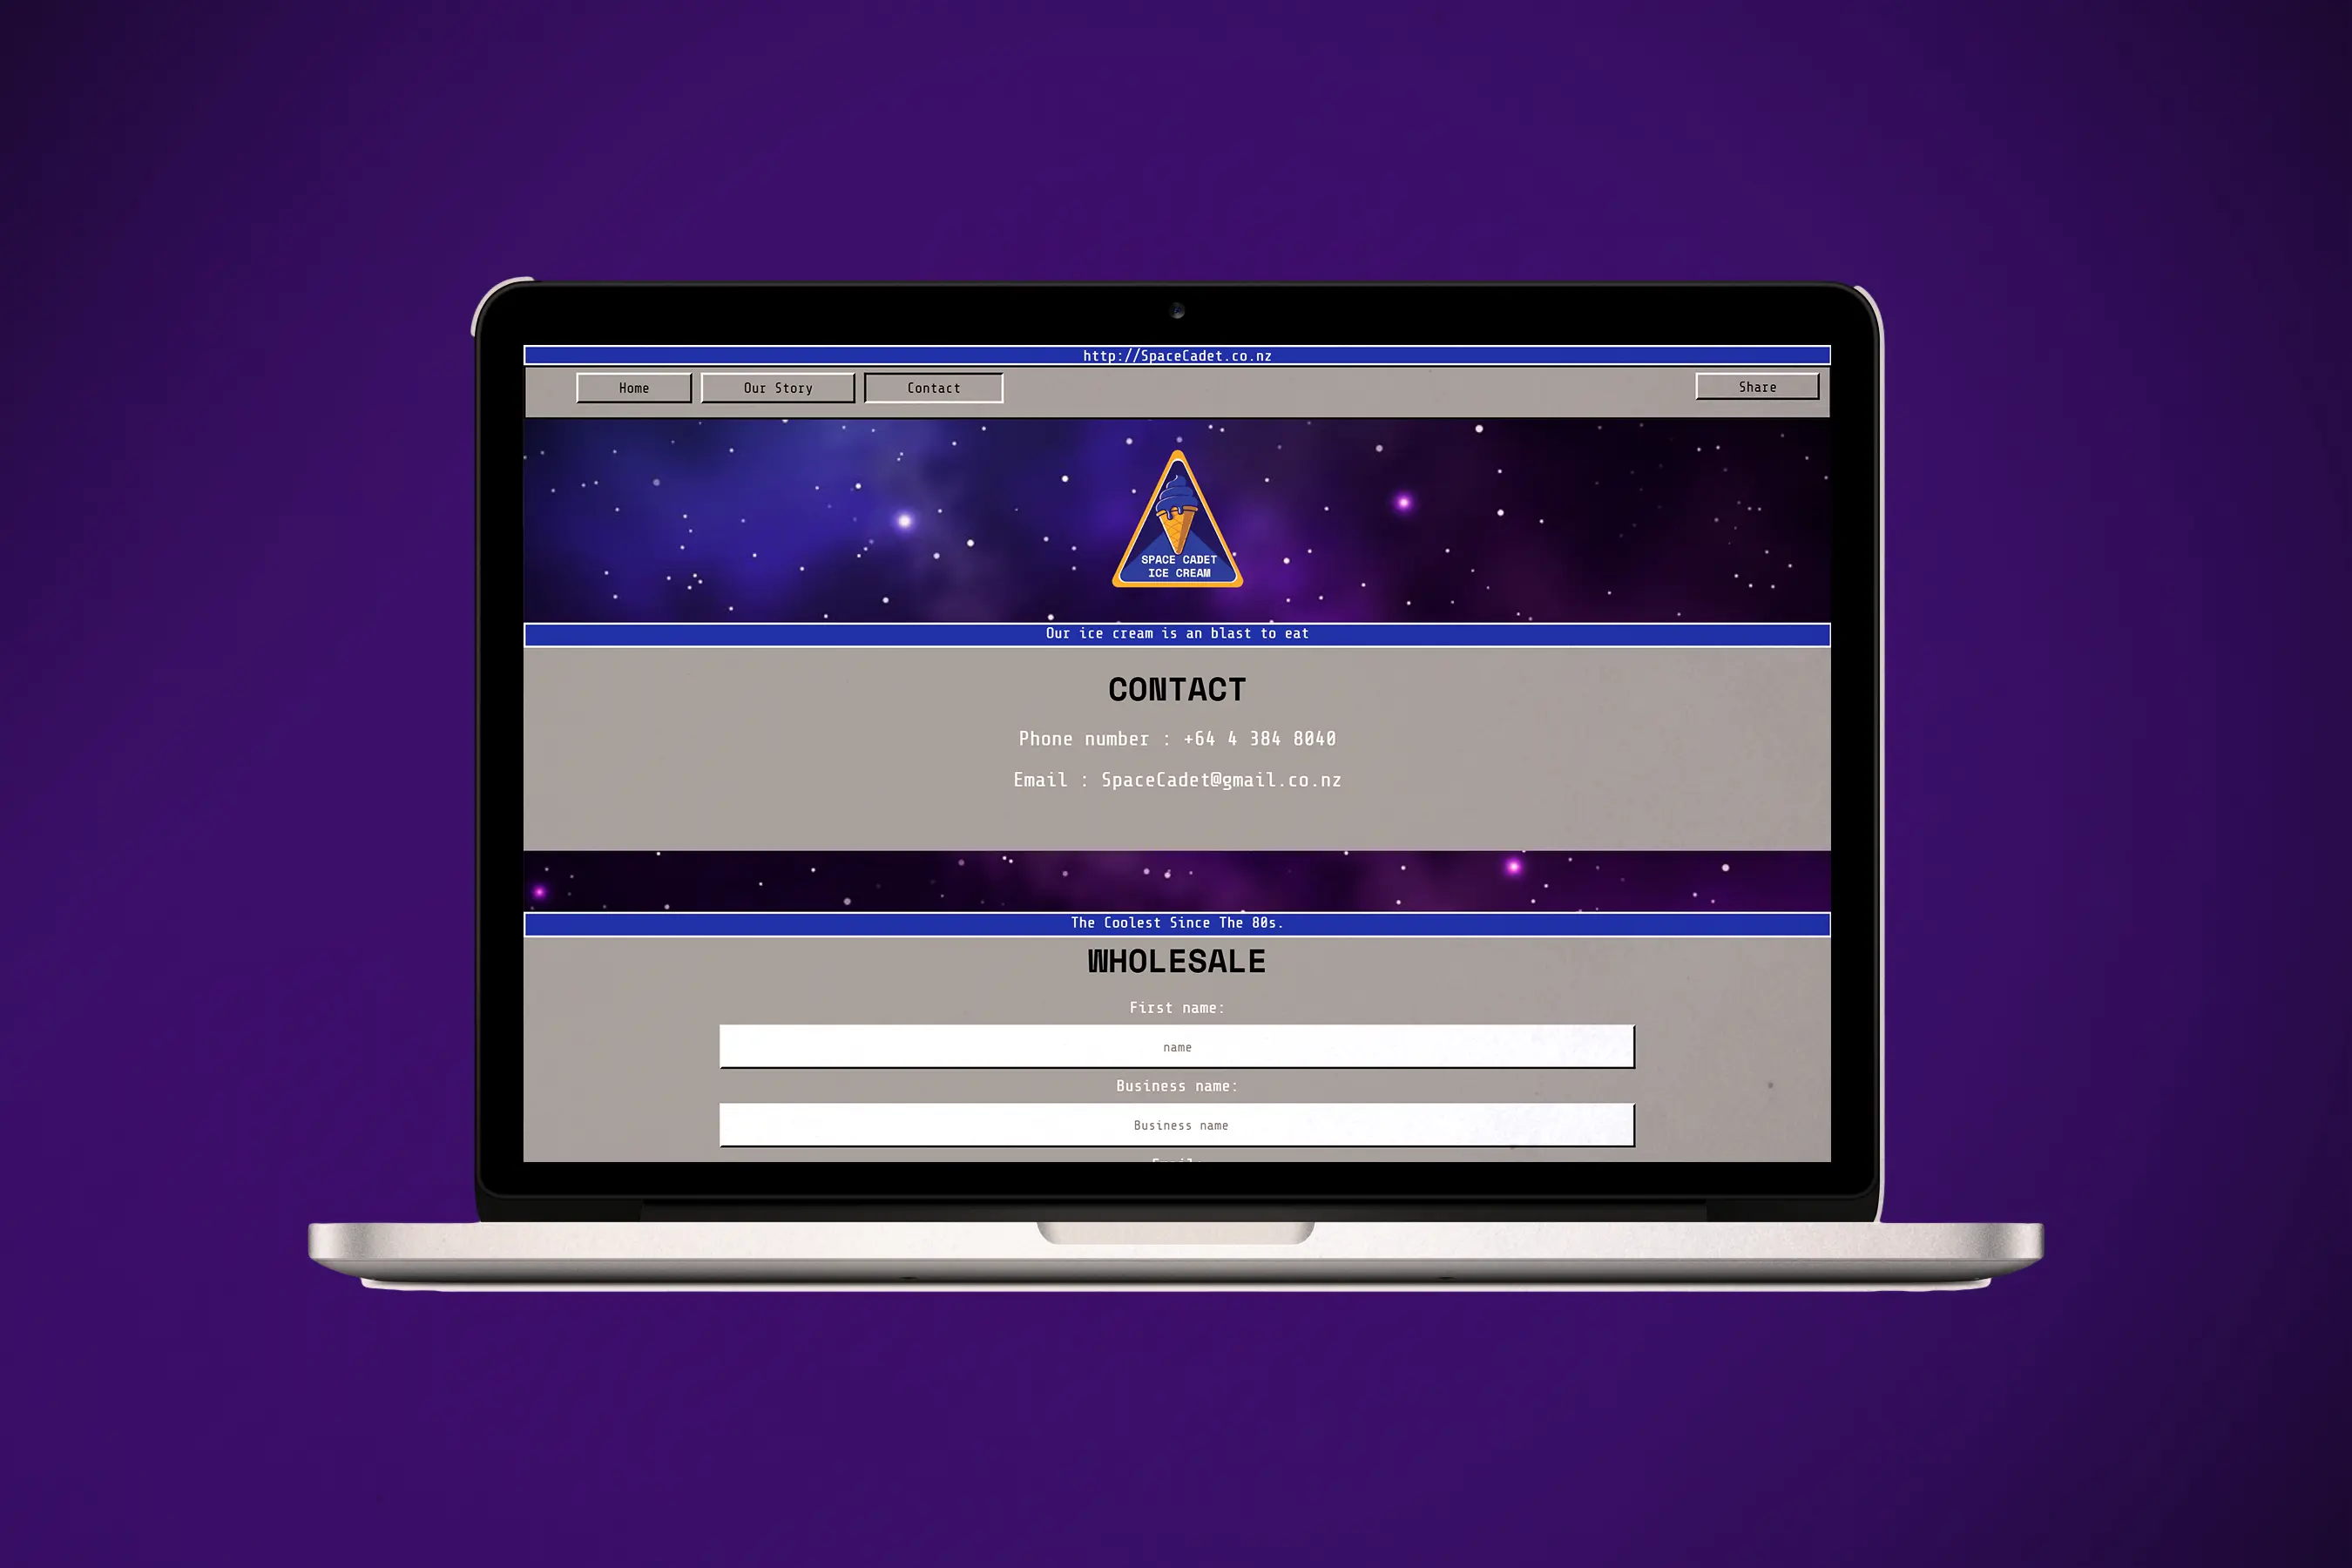 http://SpaceCadet.co.nz
Home Our Story Contact Share
SPACE CADET
ICE CREAM
Our ice cream is an blast to eat
CONTACT
Phone number : +64 4 384 8040
Email : SpaceCadet@gmail.co.nz
The Coolest Since The 80s.
WHOLESALE
First name:
name
Business name:
Business name